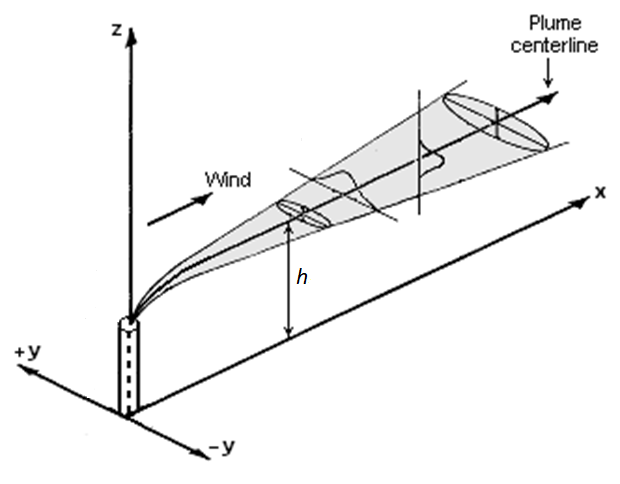 Plume
centerline
z
Wind
x
h
+y
-y